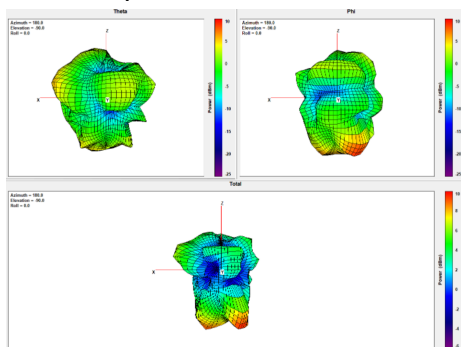 Theta
Azimuth = 180.0
Elevation = -90.0
Roll = 0.0
Z
X
Y
Power (dBm)
10
5
0
-5
-10
-15
-20
-25
Phi
Azimuth = 180.0
Elevation = -90.0
Roll = 0.0
Z
X
Y
Power (dBm)
10
5
0
-5
-10
-15
-20
-25
Total
Azimuth = 180.0
Elevation = -90.0
Roll = 0.0
Z
X
Y
Power (dBm)
10
8
6
4
2
0
-2
-4